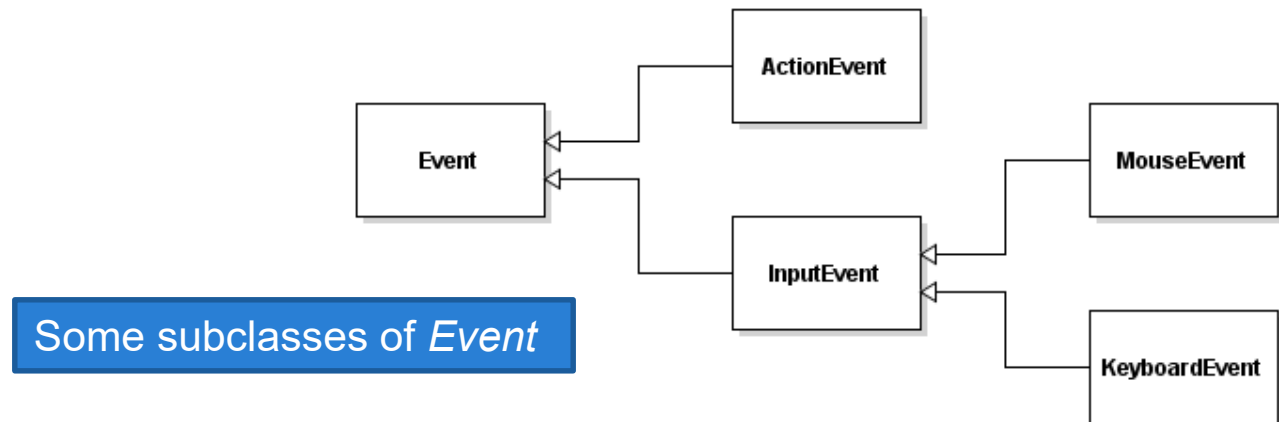 ActionEvent
Event
MouseEvent
InputEvent
Some subclasses of Event
KeyboardEvent